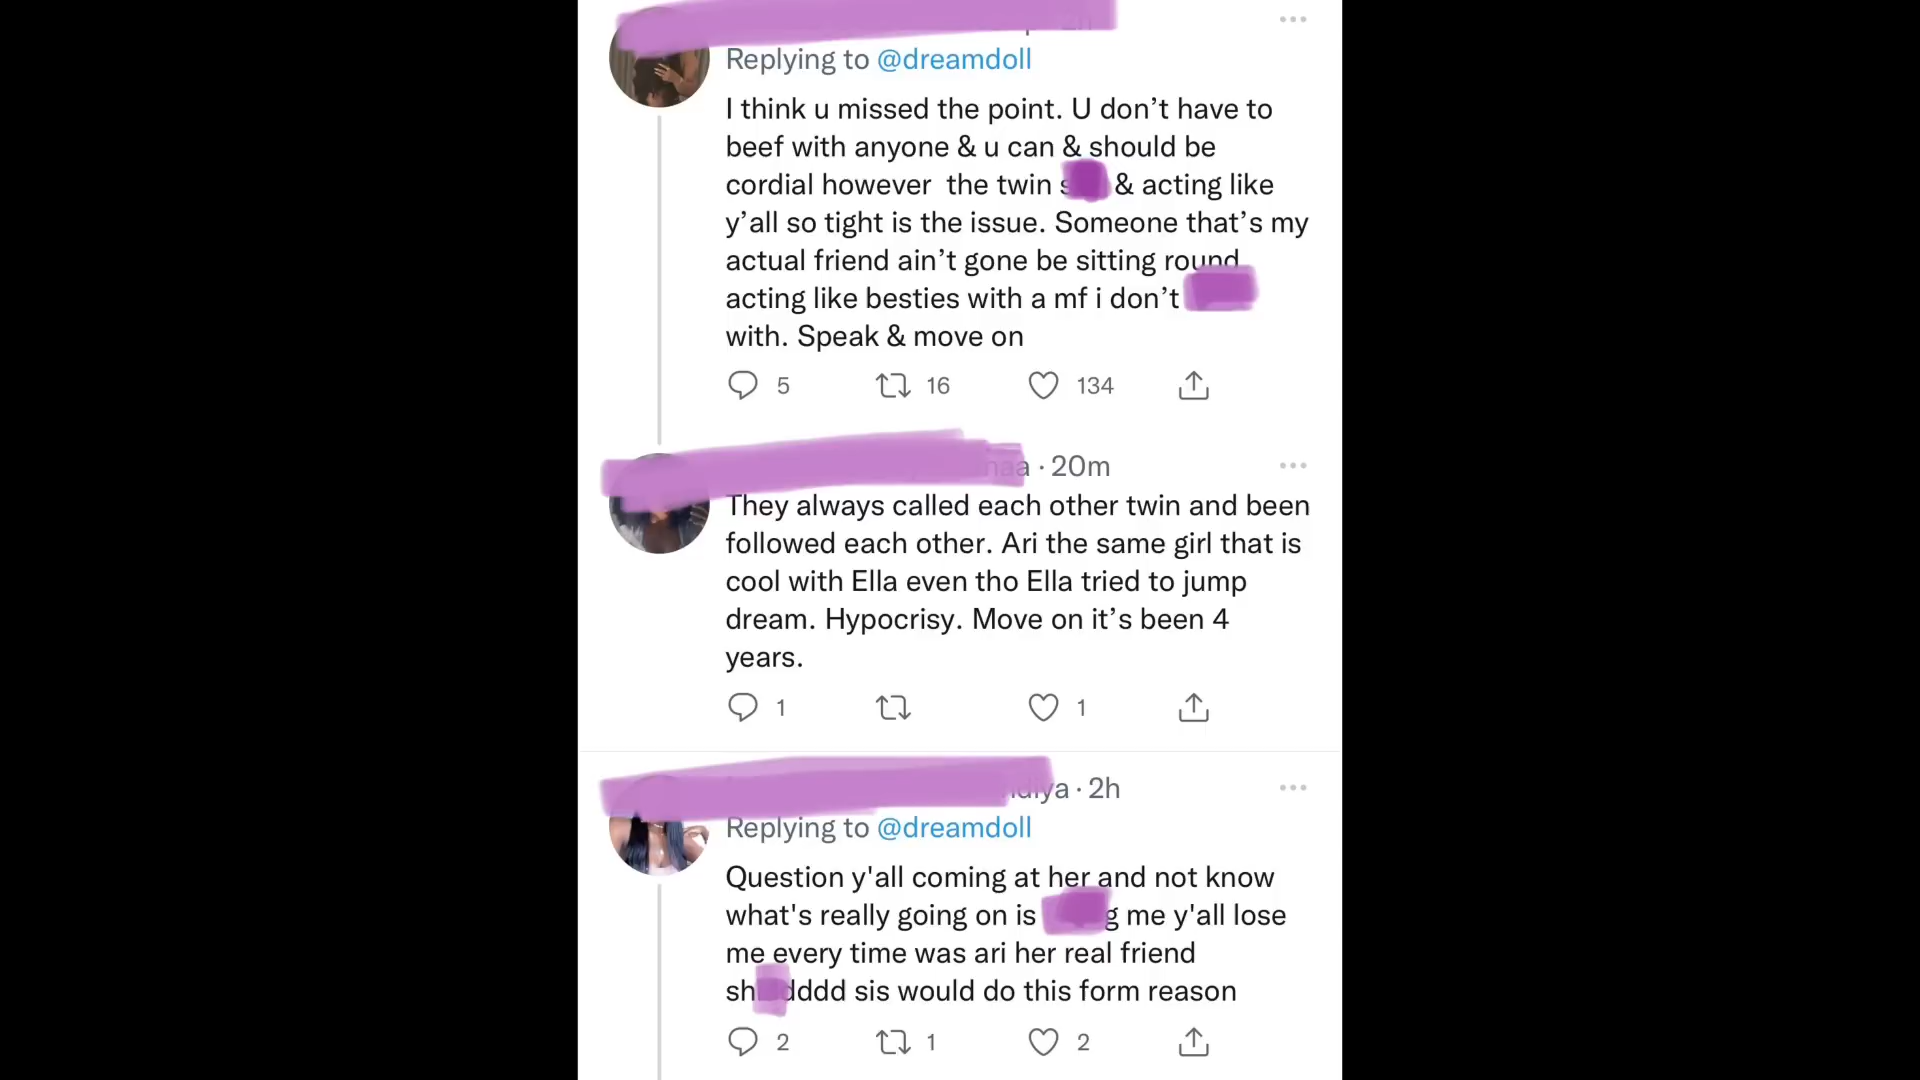 Replying to @dreamdoll
I think u missed the point. U don’t have to
beef with anyone & u can & should be
cordial however the twin & acting like
y’all so tight is the issue. Someone that’s my
actual friend ain’t gone be sitting round
acting like besties with a mf i don’t
with. Speak & move on
5 16 134
· 20m
They always called each other twin and been
followed each other. Ari the same girl that is
cool with Ella even tho Ella tried to jump
dream. Hypocrisy. Move on it’s been 4
years.
1 1
· 2h
Replying to @dreamdoll
Question y'all coming at her and not know
what's really going on is me y'all lose
me every time was ari her real friend
sis would do this form reason
2 1 2